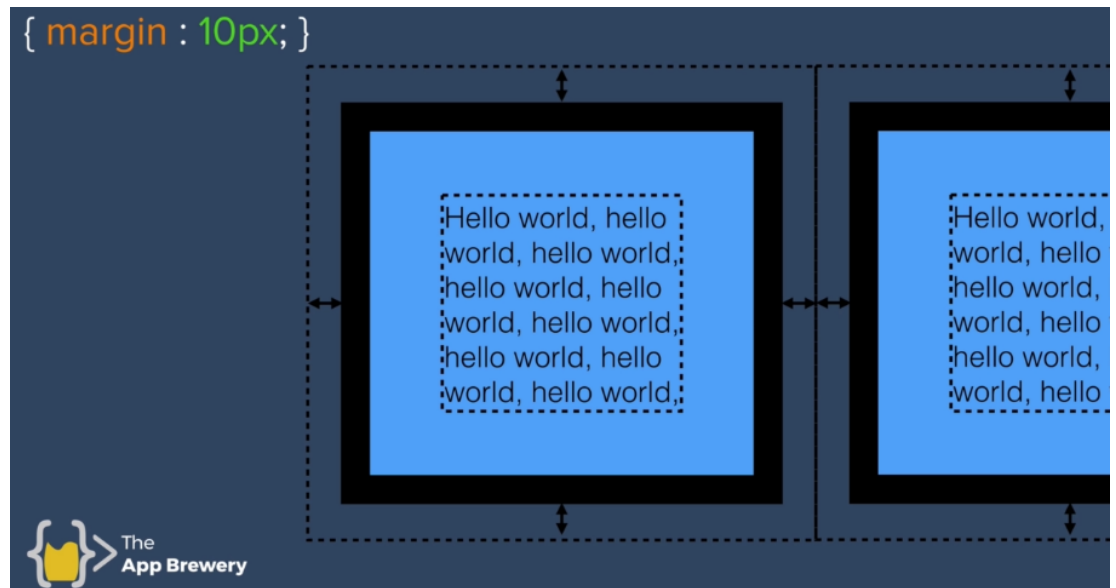 { margin : 10px; }
Hello world, hello
world, hello world,
hello world, hello
world, hello world,
hello world, hello
world, hello world,
Hello world,
world, hello
hello world,
world, hello
hello world,
world, hello
The
App Brewery